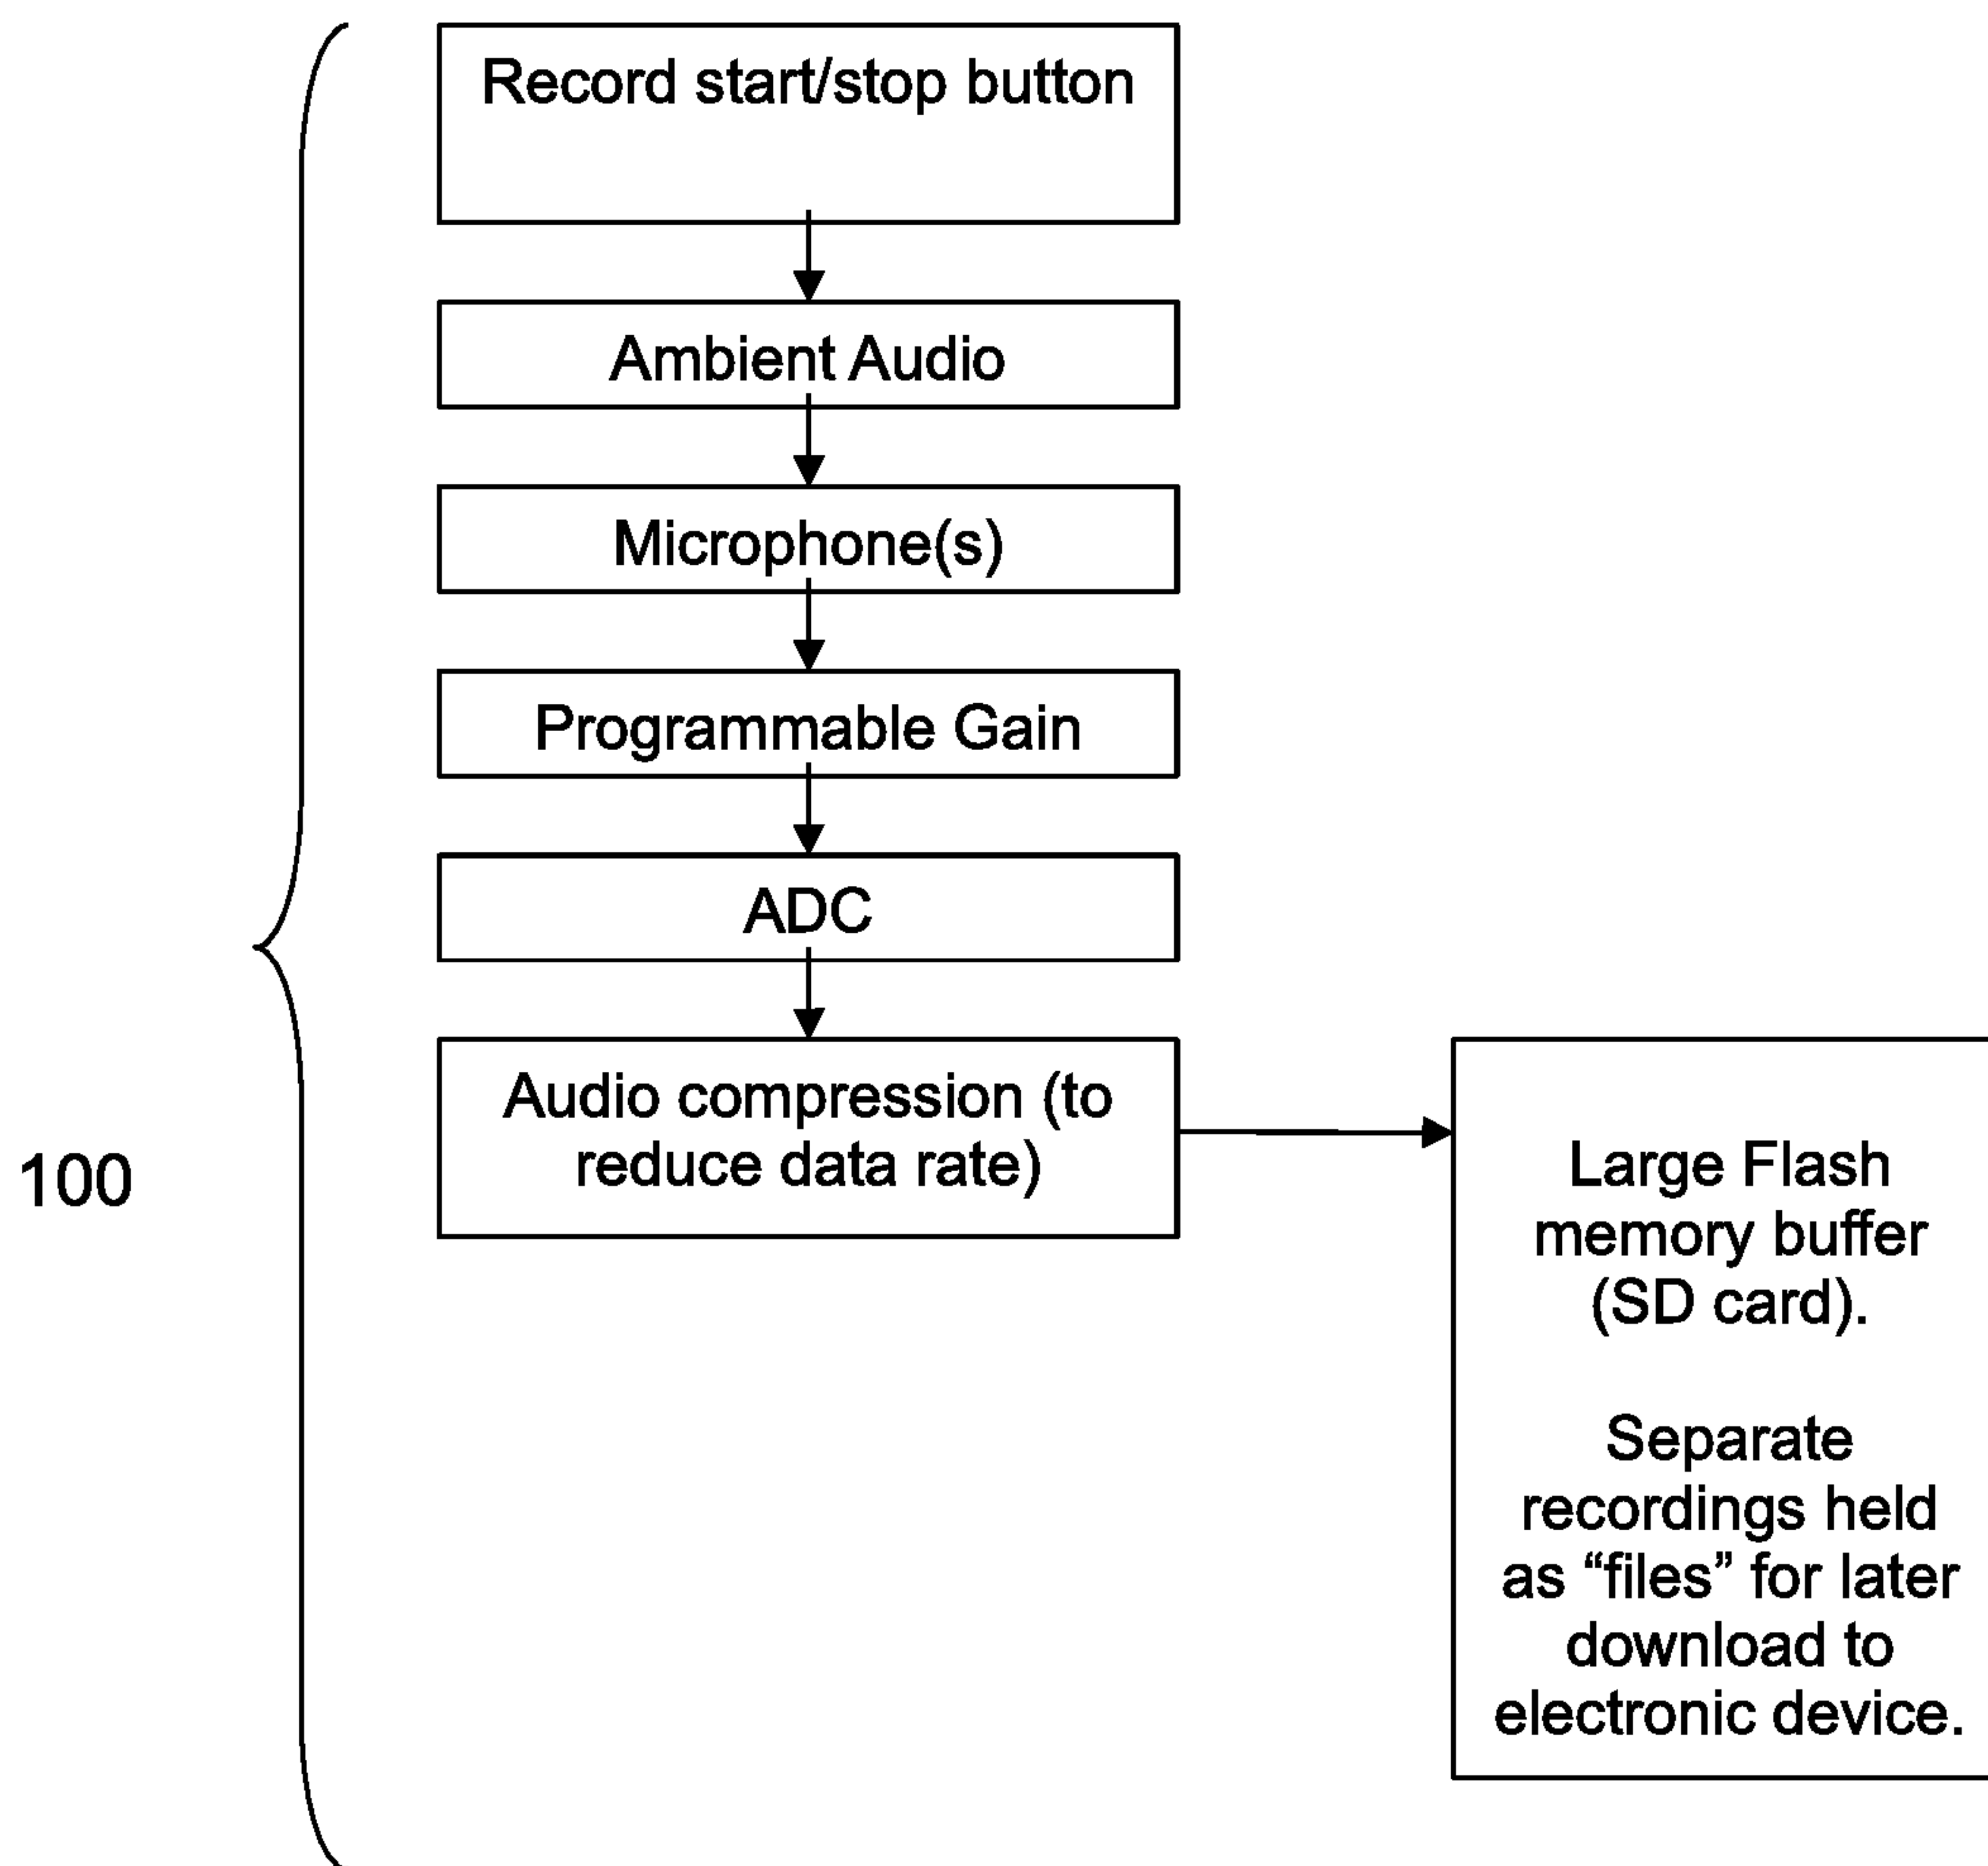 Record start/stop button
Ambient Audio
Microphone(s)
Programmable Gain
ADC
Audio compression (to
reduce data rate)
100
Large Flash
memory buffer
(SD card).
Separate
recordings held
as “files” for later
download to
electronic device.